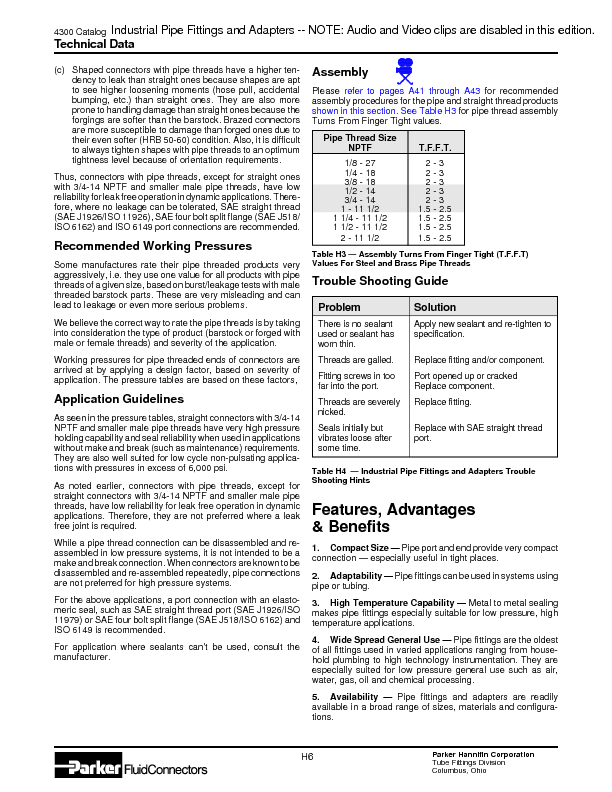 4300 Catalog Industrial Pipe Fittings and Adapters -- NOTE: Audio and Video clips are disabled in this edition.
Technical Data
(c) Shaped connectors with pipe threads have a higher ten-
dency to leak than straight ones because shapes are apt
to see higher loosening moments (hose pull, accidental
bumping, etc.) than straight ones. They are also more
prone to handling damage than straight ones because the
forgings are softer than the barstock. Brazed connectors
are more susceptible to damage than forged ones due to
their even softer (HRB 50-60) condition. Also, it is difficult
to always tighten shapes with pipe threads to an optimum
tightness level because of orientation requirements.
Thus, connectors with pipe threads, except for straight ones
with 3/4-14 NPTF and smaller male pipe threads, have low
reliability for leak free operation in dynamic applications. There-
fore, where no leakage can be tolerated, SAE straight thread
(SAE J1926/ISO 11926), SAE four bolt split flange (SAE J518/
ISO 6162) and ISO 6149 port connections are recommended.
Recommended Working Pressures
Some manufacturers rate their pipe threaded products very
aggressively, i.e. they use one value for all products with pipe
threads of a given size, based on burst/leakage tests with male
threaded barstock parts. These are very misleading and can
lead to leakage or even more serious problems.
We believe the correct way to rate the pipe threads is by taking
into consideration the type of product (barstock or forged with
male or female threads) and severity of the application.
Working pressures for pipe threaded ends of connectors are
arrived at by applying a design factor, based on severity of
application. The pressure tables are based on these factors,
Application Guidelines
As seen in the pressure tables, straight connectors with 3/4-14
NPTF and smaller male pipe threads have very high pressure
holding capability and seal reliability when used in applications
without make and break (such as maintenance) requirements.
They are also well suited for low cycle non-pulsating applica-
tions with pressures in excess of 6,000 psi.
As noted earlier, connectors with pipe threads, except for
straight connectors with 3/4-14 NPTF and smaller male pipe
threads, have low reliability for leak free operation in dynamic
applications. Therefore, they are not preferred where a leak
free joint is required.
While a pipe thread connection can be disassembled and re-
assembled in low pressure systems, it is not intended to be a
make and break connection. When connectors are known to be
disassembled and re-assembled repeatedly, pipe connections
are not preferred for high pressure systems.
For the above applications, a port connection with an elasto-
meric seal, such as SAE straight thread port (SAE J1926/ISO
11979) or SAE four bolt split flange (SAE J518/ISO 6162) and
ISO 6149 is recommended.
For application where sealants can't be used, consult the
manufacturer.
Assembly
Please refer to pages A41 through A43 for recommended
assembly procedures for the pipe and straight thread products
shown in this section. See Table H3 for pipe thread assembly
Turns From Finger Tight values.
Pipe Thread Size
NPTF T.F.F.T.
1/8 - 27 2 - 3
1/4 - 18 2 - 3
3/8 - 18 2 - 3
1/2 - 14 2 - 3
3/4 - 14 2 - 3
1 - 11 1/2 1.5 - 2.5
1 1/4 - 11 1/2 1.5 - 2.5
1 1/2 - 11 1/2 1.5 - 2.5
2 - 11 1/2 1.5 - 2.5
Table H3 — Assembly Turns From Finger Tight (T.F.F.T)
Values For Steel and Brass Pipe Threads
Trouble Shooting Guide
Problem Solution
There is no sealant Apply new sealant and re-tighten to
used or sealant has specification.
worn thin.
Threads are galled. Replace fitting and/or component.
Fitting screws in too Port opened up or cracked
far into the port. Replace component.
Threads are severely Replace fitting.
nicked.
Seals initially but Replace with SAE straight thread
vibrates loose after port.
some time.
Table H4 — Industrial Pipe Fittings and Adapters Trouble
Shooting Hints
Features, Advantages
& Benefits
1. Compact Size — Pipe port and end provide very compact
connection — especially useful in tight places.
2. Adaptability — Pipe fittings can be used in systems using
pipe or tubing.
3. High Temperature Capability — Metal to metal sealing
makes pipe fittings especially suitable for low pressure, high
temperature applications.
4. Wide Spread General Use — Pipe fittings are the oldest
of all fittings used in varied applications ranging from house-
hold plumbing to high technology instrumentation. They are
especially suited for low pressure general use such as air,
water, gas, oil and chemical processing.
5. Availability — Pipe fittings and adapters are readily
available in a broad range of sizes, materials and configura-
tions.
Parker FluidConnectors
H6
Parker Hannifin Corporation
Tube Fittings Division
Columbus, Ohio